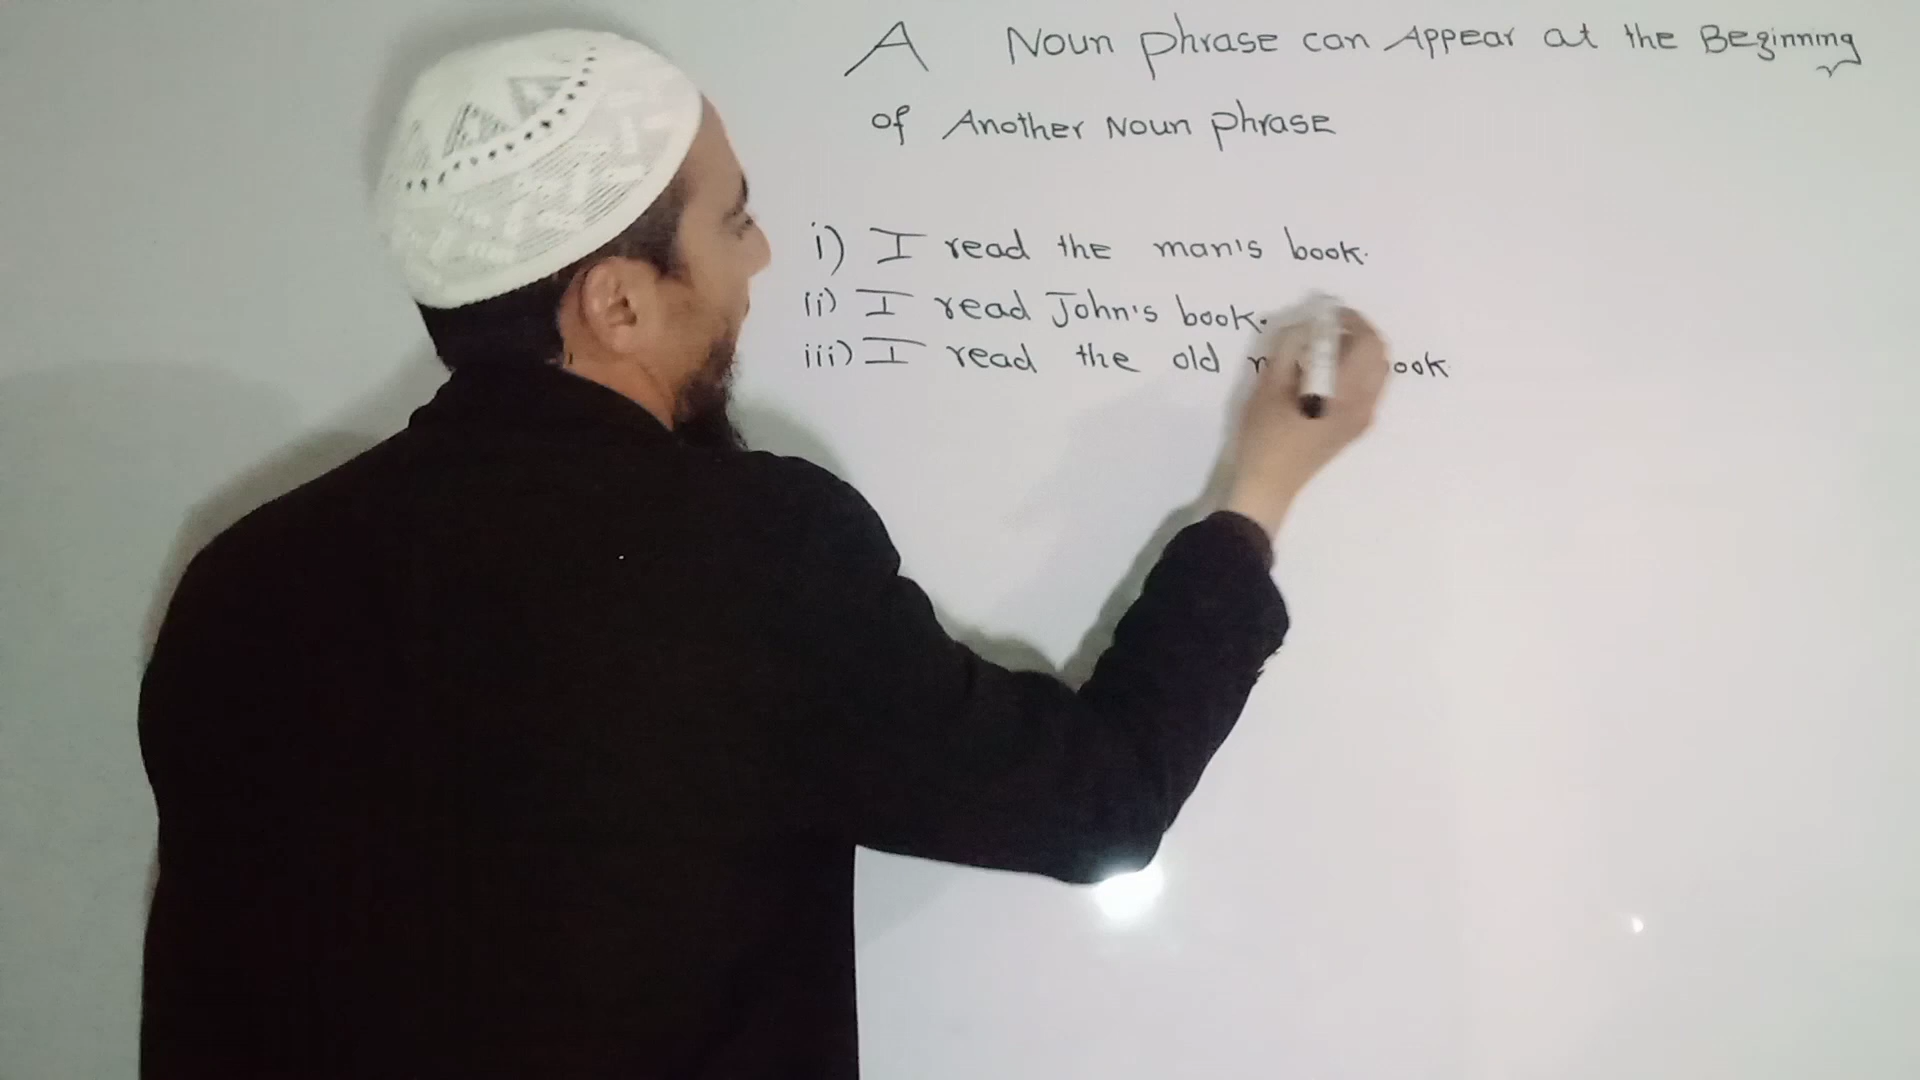 A Noun phrase can Appear at the Beginning
of Another Noun phrase
i) I read the man's book.
(i) I read John's book.
iii) I read the old